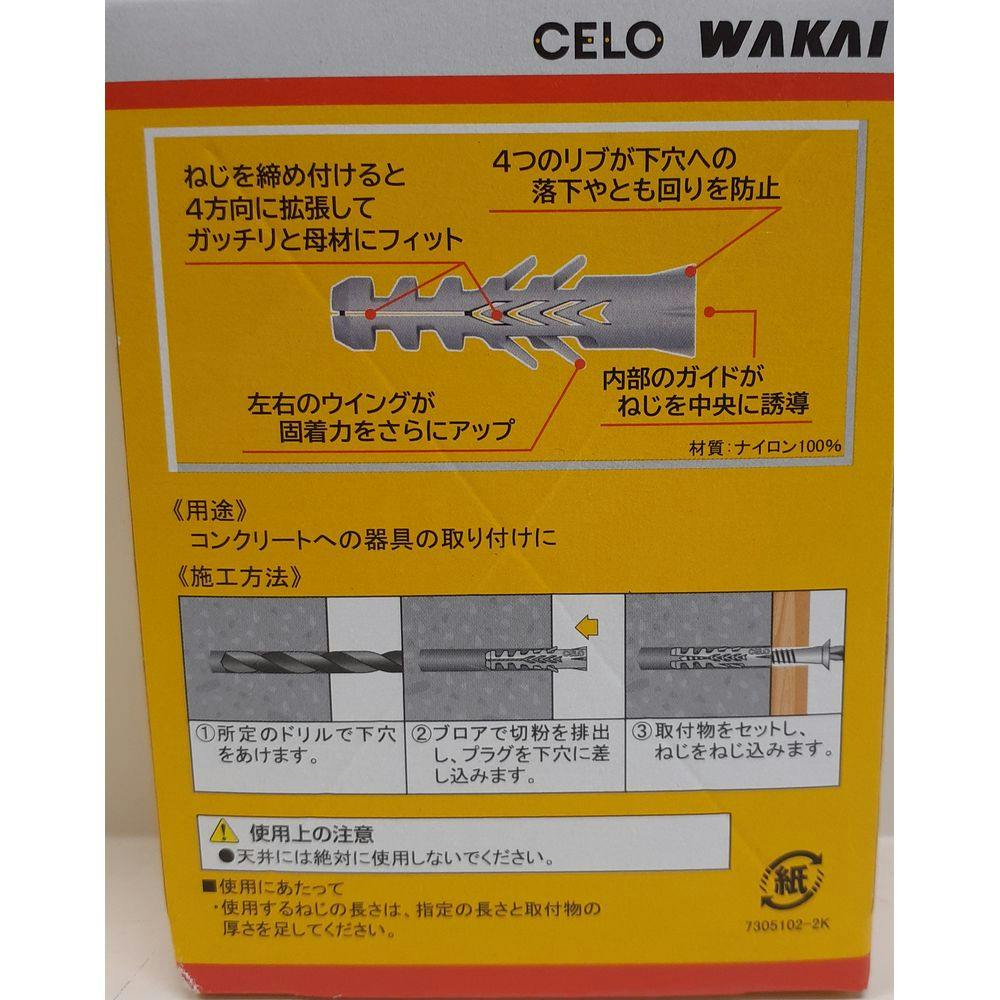 CELO WAKAI
ねじを締め付けると
4方向に拡張して
ガッチリと母材にフィット
4つのリブが下穴への
落下やとも回りを防止
左右のウイングが
固着力をさらにアップ
内部のガイドが
ねじを中央に誘導
材質:ナイロン100%
《用途》
コンクリートへの器具の取り付けに
《施工方法》
CELO
CELO
①所定のドリルで下穴
をあけます。
②ブロアで切粉を排出
し、プラグを下穴に差
し込みます。
③取付物をセットし、
ねじをねじ込みます。
使用上の注意
●天井には絶対に使用しないでください。
■使用にあたって
・使用するねじの長さは、指定の長さと取付物の
厚さを足してください。
紙
7305102-2K